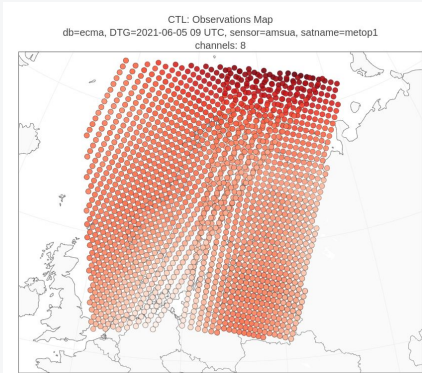 CTL: Observations Map
db=ecma, DTG=2021-06-05 09 UTC, sensor=amsua, satname=metop1
channels: 8